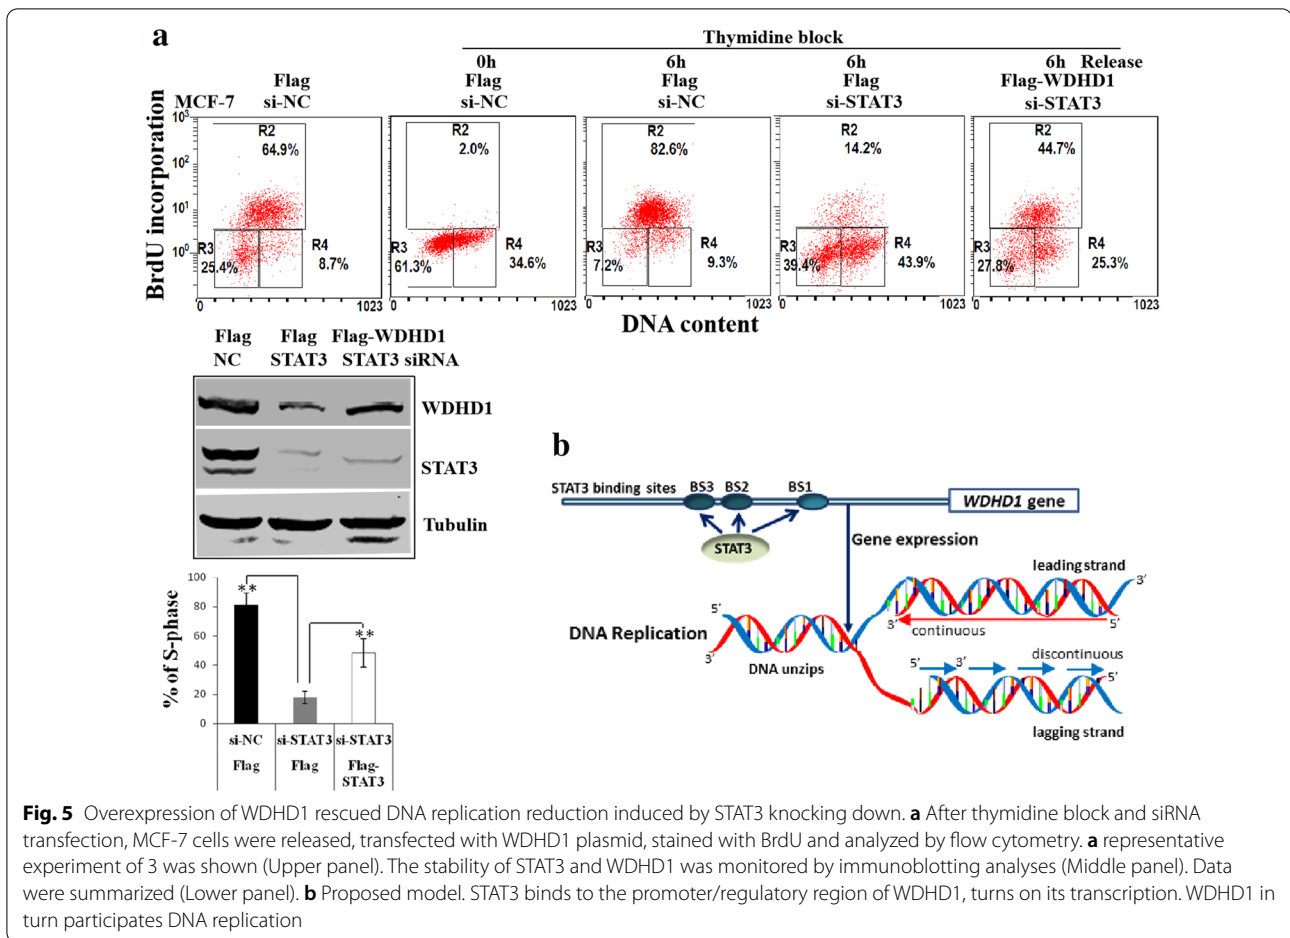 a
Thymidine block
0h 6h 6h 6h Release
Flag Flag Flag Flag Flag-WDHD1
MCF-7 si-NC si-NC si-NC si-STAT3 si-STAT3
BrdU incorporation
10³
10²
10¹
10⁰
R2
64.9%
R3
25.4%
R4
8.7%
0 1023
R2
2.0%
R3
61.3%
R4
34.6%
0 1023
R2
82.6%
R3
7.2%
R4
9.3%
0 1023
R2
14.2%
R3
39.4%
R4
43.9%
0 1023
R2
44.7%
R3
27.8%
R4
25.3%
0 1023
DNA content
Flag Flag Flag-WDHD1
NC STAT3 STAT3 siRNA
WDHD1
STAT3
Tubulin
% of S-phase
100
80
60
40
20
0
**
**
si-NC si-STAT3 si-STAT3
Flag Flag Flag-
STAT3
b
STAT3 binding sites BS3 BS2 BS1
WDHD1 gene
STAT3
Gene expression
leading strand
3′
5′
3′
continuous
5′
DNA Replication
3′
DNA unzips
5′ 3′ discontinuous
5′
lagging strand
Fig. 5 Overexpression of WDHD1 rescued DNA replication reduction induced by STAT3 knocking down. a After thymidine block and siRNA
transfection, MCF-7 cells were released, transfected with WDHD1 plasmid, stained with BrdU and analyzed by flow cytometry. a representative
experiment of 3 was shown (Upper panel). The stability of STAT3 and WDHD1 was monitored by immunoblotting analyses (Middle panel). Data
were summarized (Lower panel). b Proposed model. STAT3 binds to the promoter/regulatory region of WDHD1, turns on its transcription. WDHD1 in
turn participates DNA replication